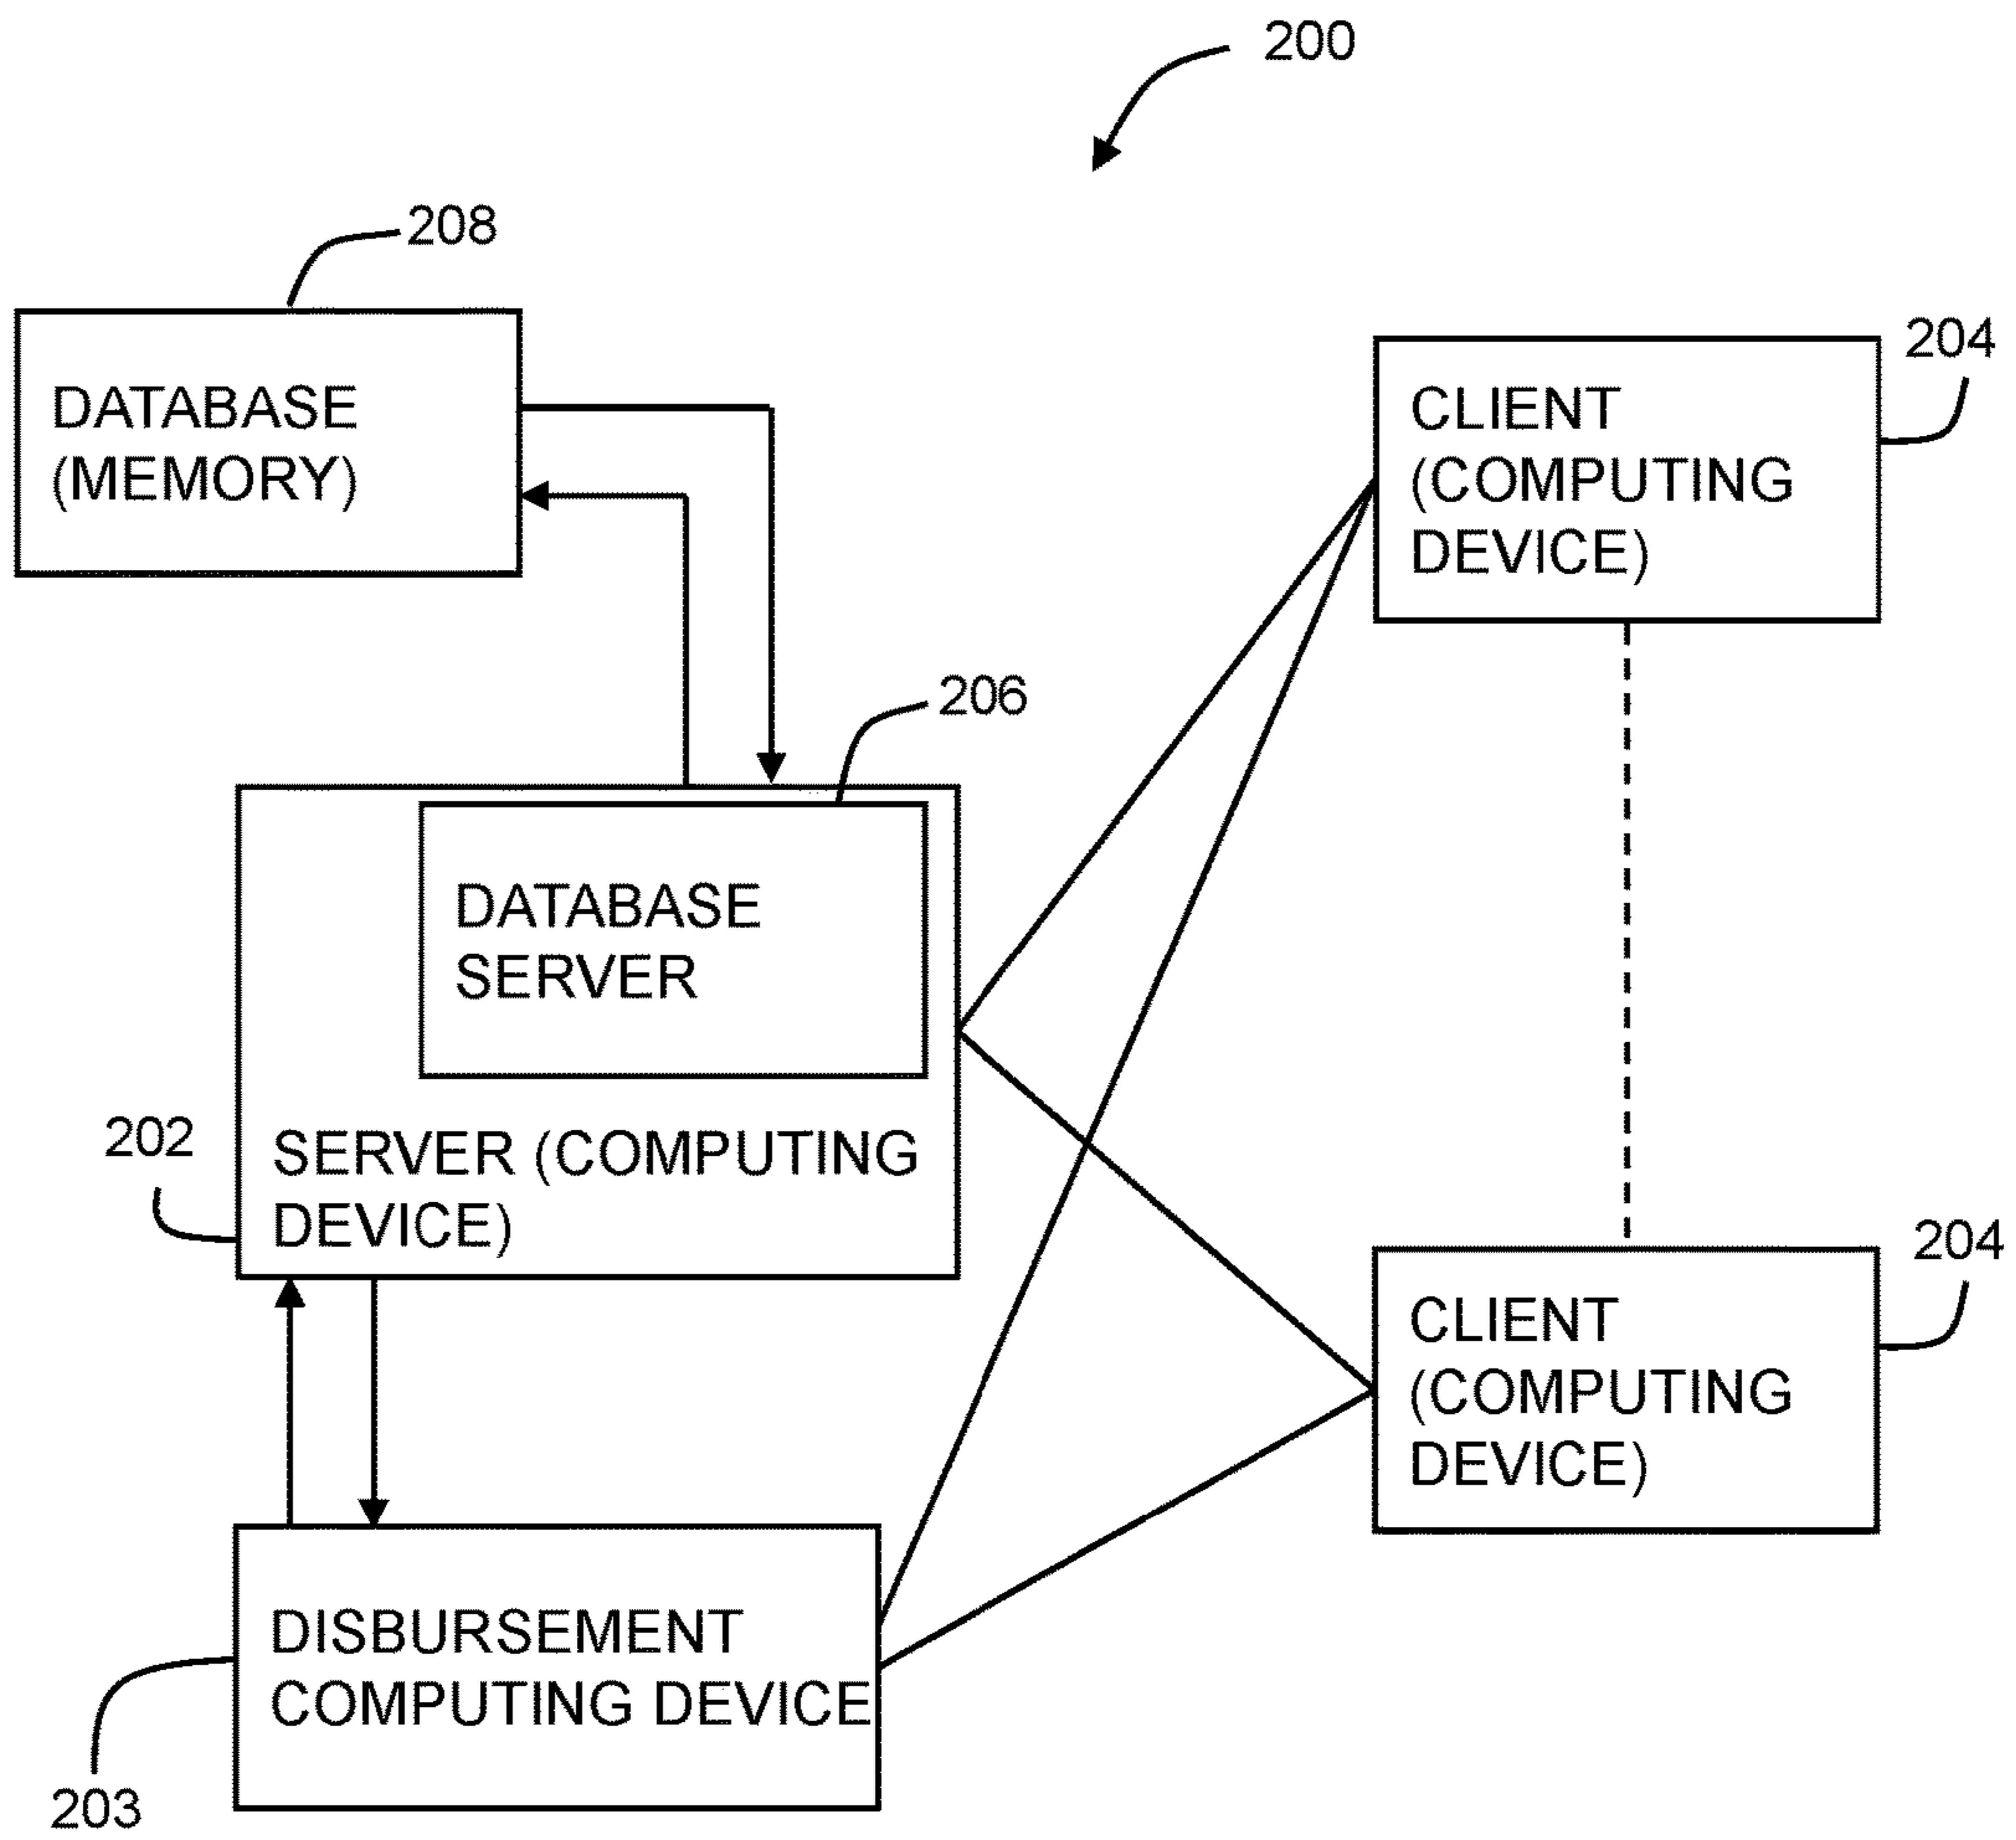 200
208
DATABASE
(MEMORY)
204
CLIENT
(COMPUTING
DEVICE)
206
DATABASE
SERVER
202
SERVER (COMPUTING
DEVICE)
204
CLIENT
(COMPUTING
DEVICE)
DISBURSEMENT
COMPUTING DEVICE
203